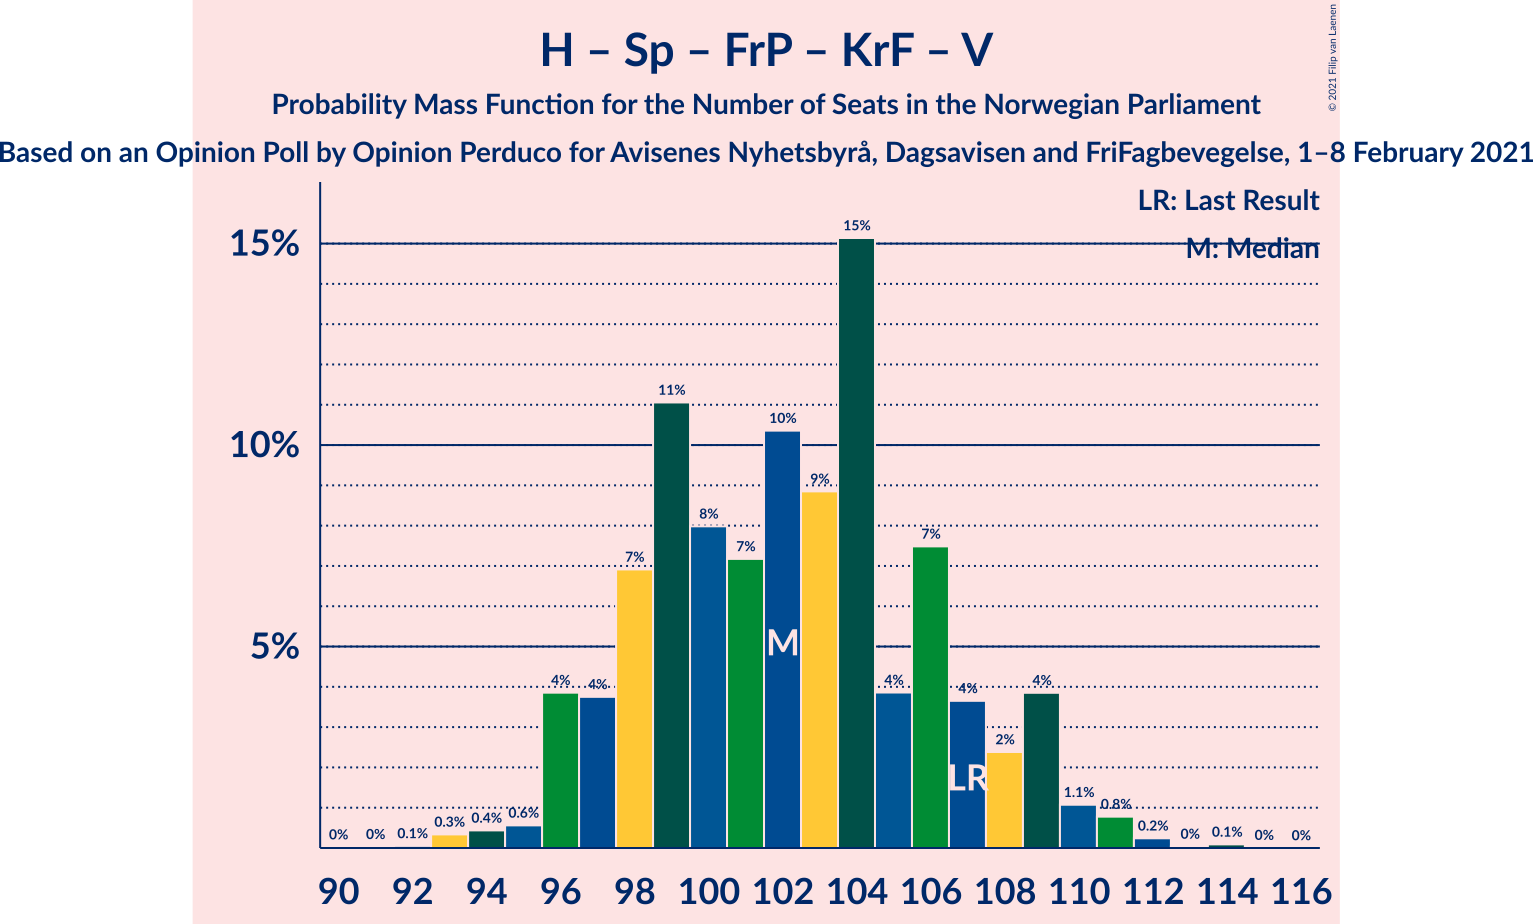 H – Sp – FrP – KrF – V
Probability Mass Function for the Number of Seats in the Norwegian Parliament
Based on an Opinion Poll by Opinion Perduco for Avisenes Nyhetsbyrå, Dagsavisen and FriFagbevegelse, 1–8 February 2021
© 2021 Filip van Laenen
LR: Last Result
M: Median
15%
10%
5%
0% 0% 0.1% 0.3% 0.4% 0.6% 4% 4% 7% 11% 8% 7% 10% 9% 15% 4% 7% 4% 2% 4% 1.1% 0.8% 0.2% 0% 0.1% 0% 0%
M
LR
90 92 94 96 98 100 102 104 106 108 110 112 114 116